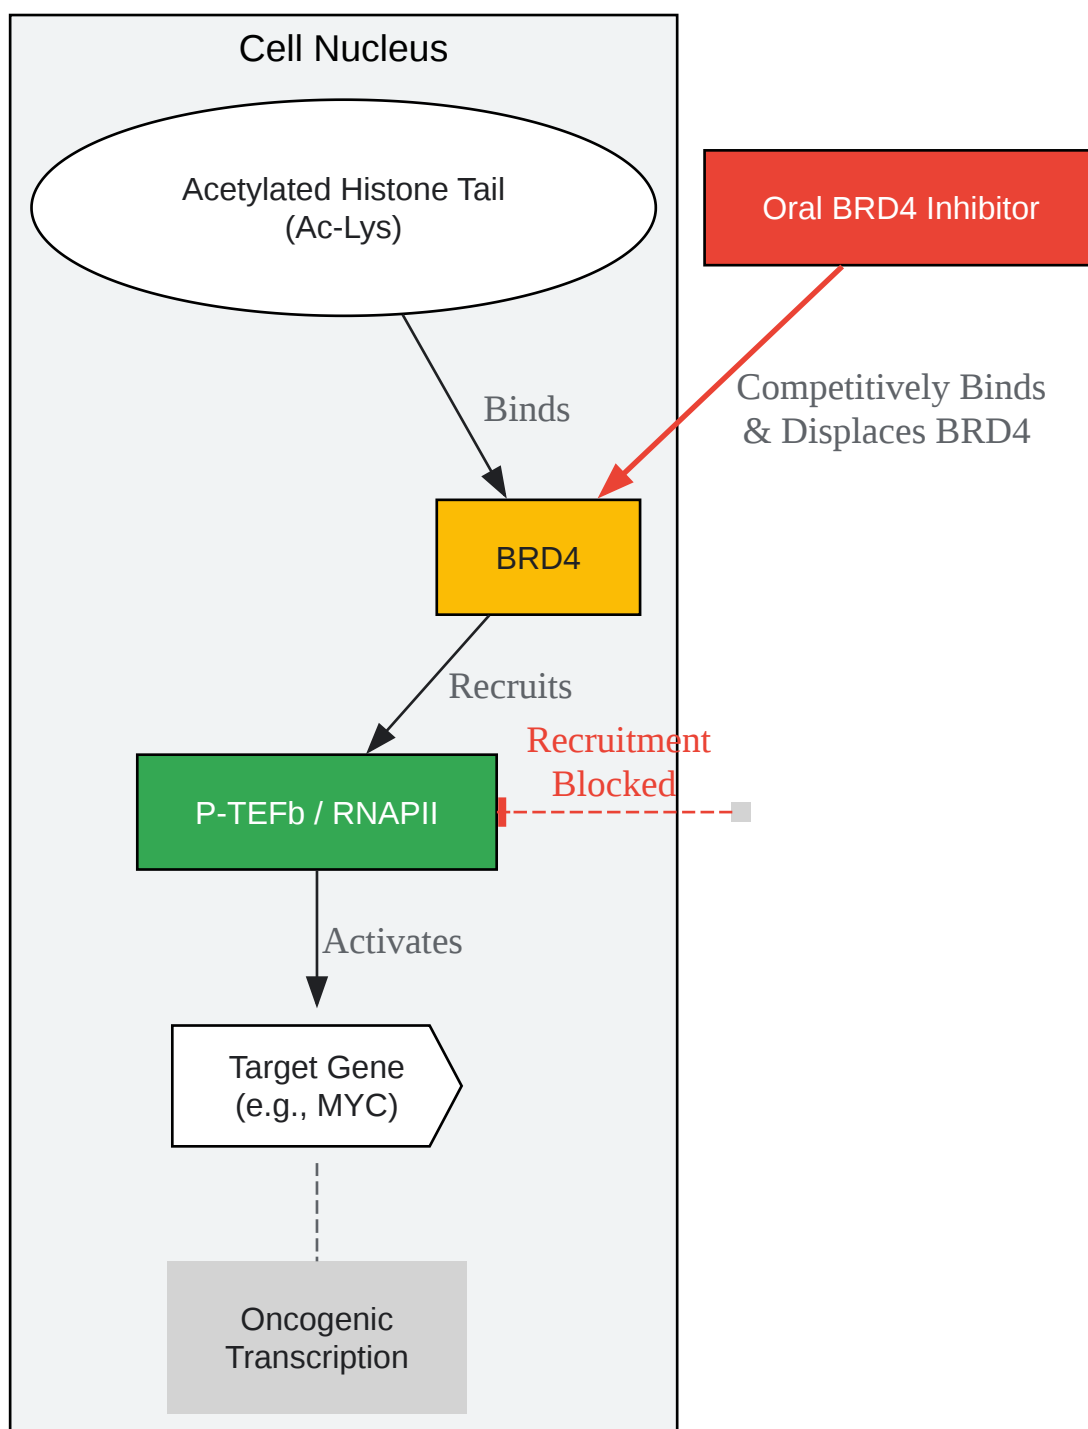 Cell Nucleus
Acetylated Histone Tail
(Ac-Lys)
Oral BRD4 Inhibitor
Binds
Competitively Binds
& Displaces BRD4
BRD4
Recruits
Recruitment
Blocked
P-TEFb / RNAPII
Activates
Target Gene
(e.g., MYC)
Oncogenic
Transcription